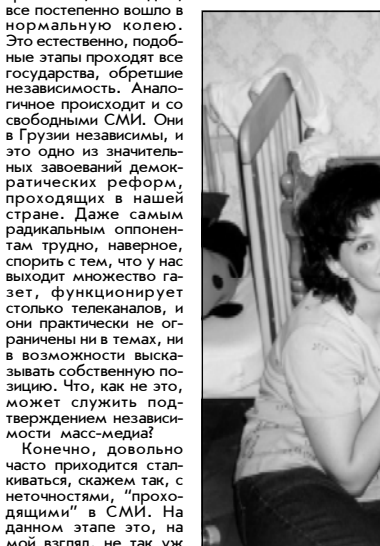 все постепенно вошло в
нормальную колею.
Это естественно, подоб-
ные этапы проходят все
государства, обретшие
независимость. Анало-
гичное происходит и со
свободными СМИ. Они
в Грузии независимы, и
это одно из значитель-
ных завоеваний демок-
ратических реформ,
проходящих в нашей
стране. Даже самым
радикальным оппонен-
там трудно, наверное,
спорить с тем, что у нас
выходит множество га-
зет, функционирует
столько телеканалов, и
они практически не ог-
раничены ни в темах, ни
в возможности выска-
зывать собственную по-
зицию. Что, как не это,
может служить под-
тверждением независи-
мости масс-медиа?
Конечно, довольно
часто приходится стал-
киваться, скажем так, с
неточностями, "прохо-
дящими" в СМИ. На
данном этапе это, на
мой взгляд, не так уж